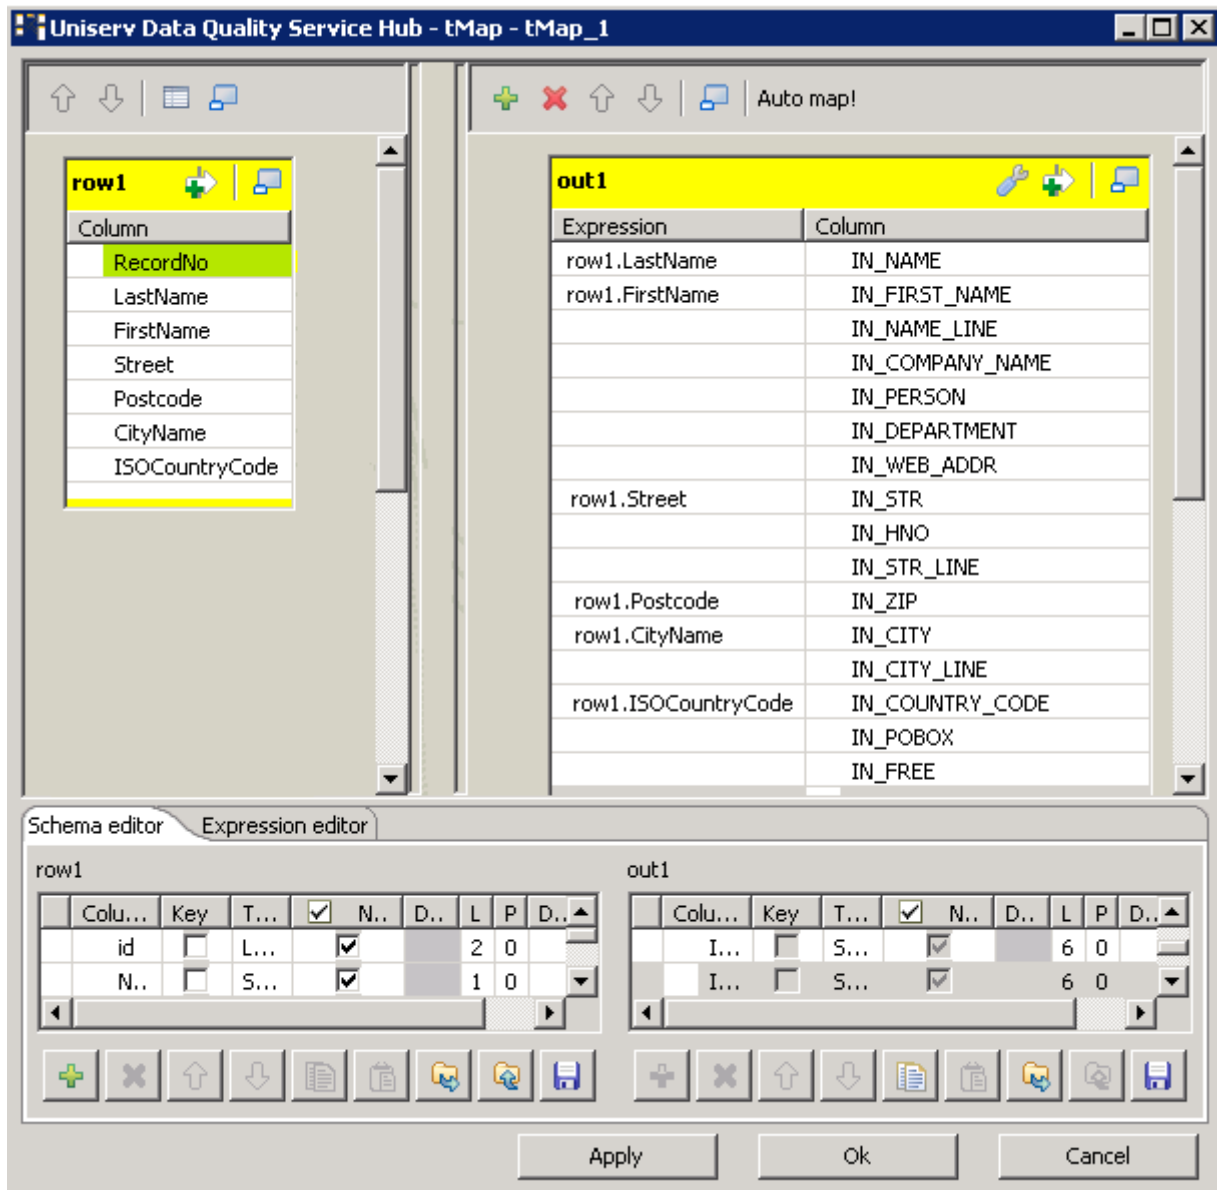 Uniserv Data Quality Service Hub - tMap - tMap_1
Auto map!
row1
Column
RecordNo
LastName
FirstName
Street
Postcode
CityName
ISOCountryCode
out1
Expression Column
row1.LastName IN_NAME
row1.FirstName IN_FIRST_NAME
IN_NAME_LINE
IN_COMPANY_NAME
IN_PERSON
IN_DEPARTMENT
IN_WEB_ADDR
row1.Street IN_STR
IN_HNO
IN_STR_LINE
row1.Postcode IN_ZIP
row1.CityName IN_CITY
IN_CITY_LINE
row1.ISOCountryCode IN_COUNTRY_CODE
IN_POBOX
IN_FREE
Schema editor Expression editor
row1
Colu... Key T... N.. D.. L P D..
id L... 2 0
N.. S... 1 0
out1
Colu... Key T... N... D.. L P D..
I... S... 6 0
I... S... 6 0
Apply Ok Cancel